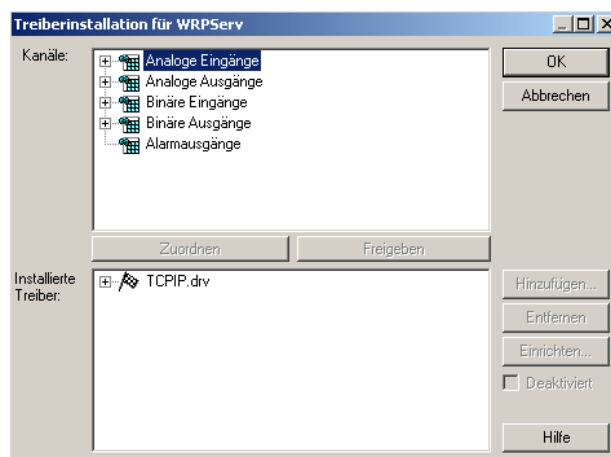 Treiberinstallation für WRPServ
Kanäle:
Analoge Eingänge
Analoge Ausgänge
Binäre Eingänge
Binäre Ausgänge
Alarmausgänge
OK
Abbrechen
Zuordnen
Freigeben
Installierte
Treiber:
TCPIP.drv
Hinzufügen...
Entfernen
Einrichten...
Deaktiviert
Hilfe